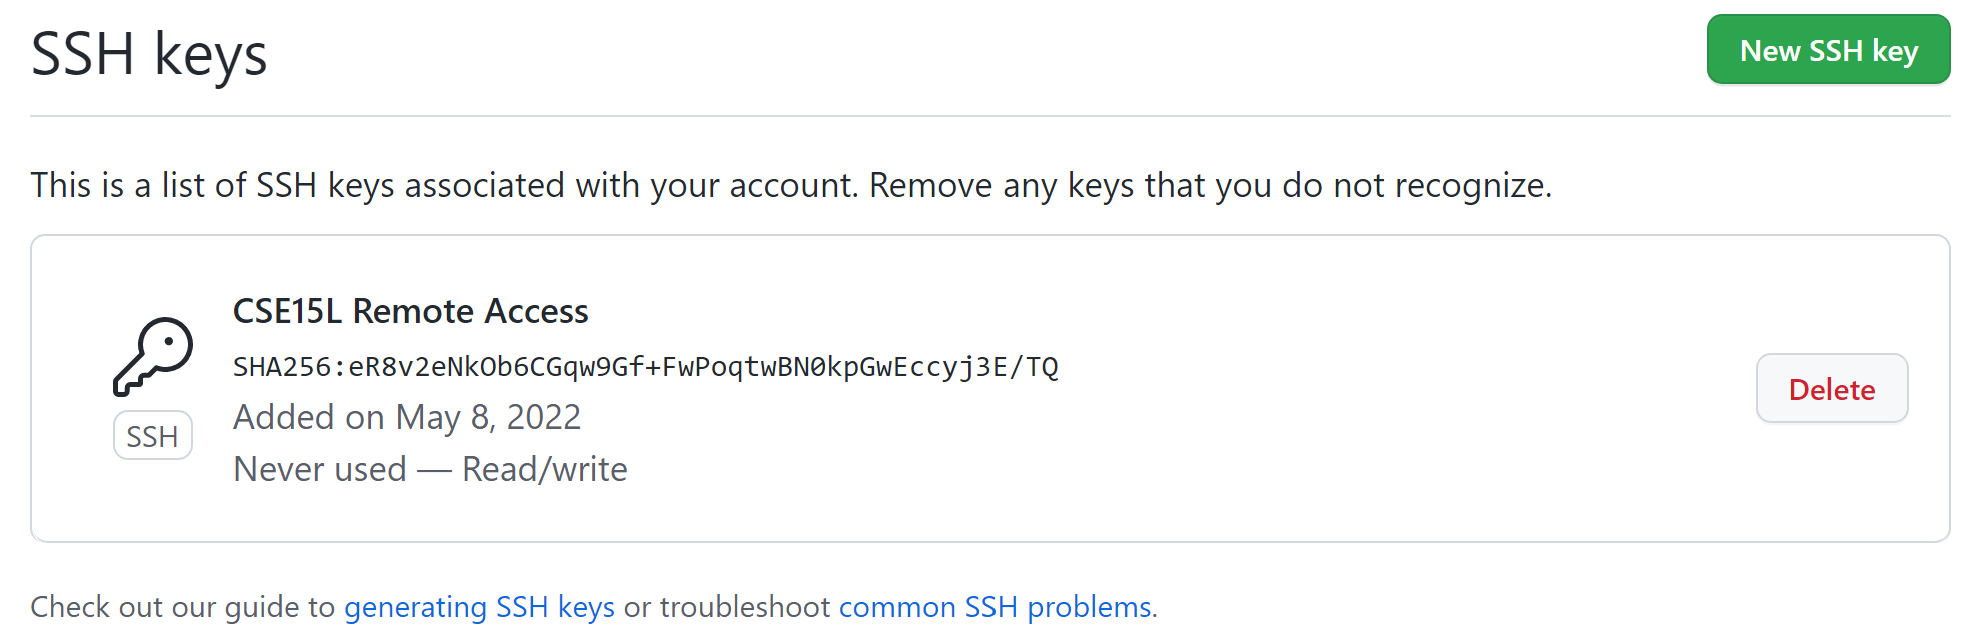 SSH keys
New SSH key
This is a list of SSH keys associated with your account. Remove any keys that you do not recognize.
CSE15L Remote Access
SHA256:eR8v2eNkOb6CGqw9Gf+FwPoqtwBN0kpGwEccyj3E/TQ
Added on May 8, 2022
Never used — Read/write
SSH
Delete
Check out our guide to generating SSH keys or troubleshoot common SSH problems.